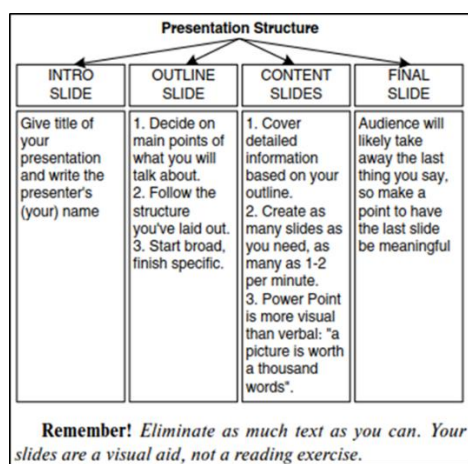 Presentation Structure
INTRO
SLIDE
OUTLINE
SLIDE
CONTENT
SLIDES
FINAL
SLIDE
Give title of
your
presentation
and write the
presenter's
(your) name
1. Decide on
main points of
what you will
talk about.
2. Follow the
structure
you've laid out.
3. Start broad,
finish specific.
1. Cover
detailed
information
based on your
outline.
2. Create as
many slides as
you need, as
many as 1-2
per minute.
3. Power Point
is more visual
than verbal: "a
picture is worth
a thousand
words".
Audience will
likely take
away the last
thing you say,
so make a
point to have
the last slide
be meaningful
Remember! Eliminate as much text as you can. Your
slides are a visual aid, not a reading exercise.